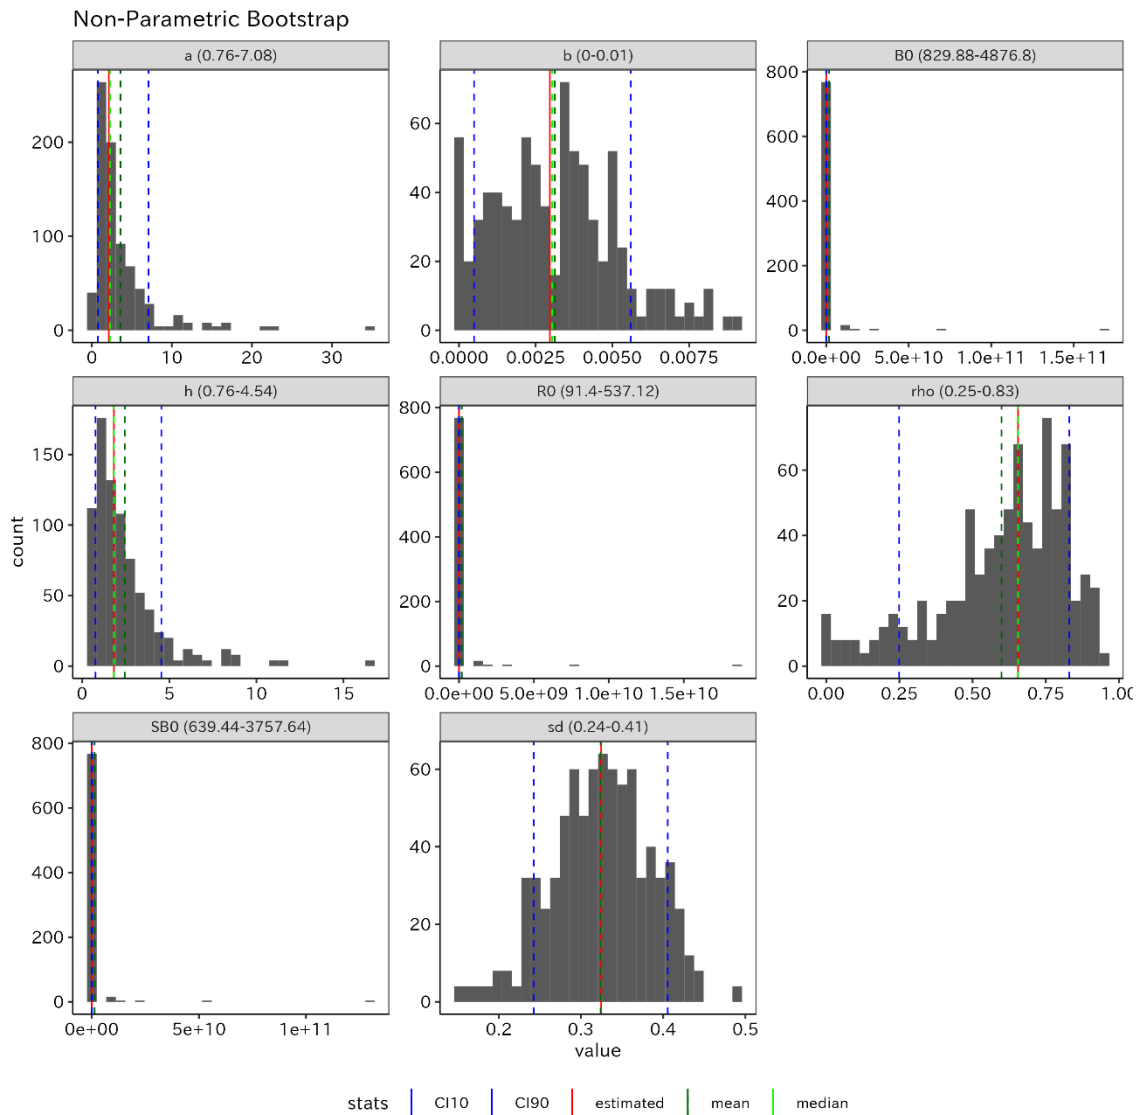 Non-Parametric Bootstrap
a (0.76-7.08)
b (0-0.01)
B0 (829.88-4876.8)
200
100
0
0
10
20
30
60
40
20
0
0.0000
0.0025
0.0050
0.0075
800
600
400
200
0
0.0e+00
5.0e+10
1.0e+11
1.5e+11
h (0.76-4.54)
R0 (91.4-537.12)
rho (0.25-0.83)
150
100
50
0
0
5
10
15
800
600
400
200
0
0.0e+00
5.0e+09
1.0e+10
1.5e+10
60
40
20
0
0.00
0.25
0.50
0.75
1.00
count
SB0 (639.44-3757.64)
sd (0.24-0.41)
800
600
400
200
0
0e+00
5e+10
1e+11
60
40
20
0
0.2
0.3
0.4
0.5
value
stats CI10 CI90 estimated mean median